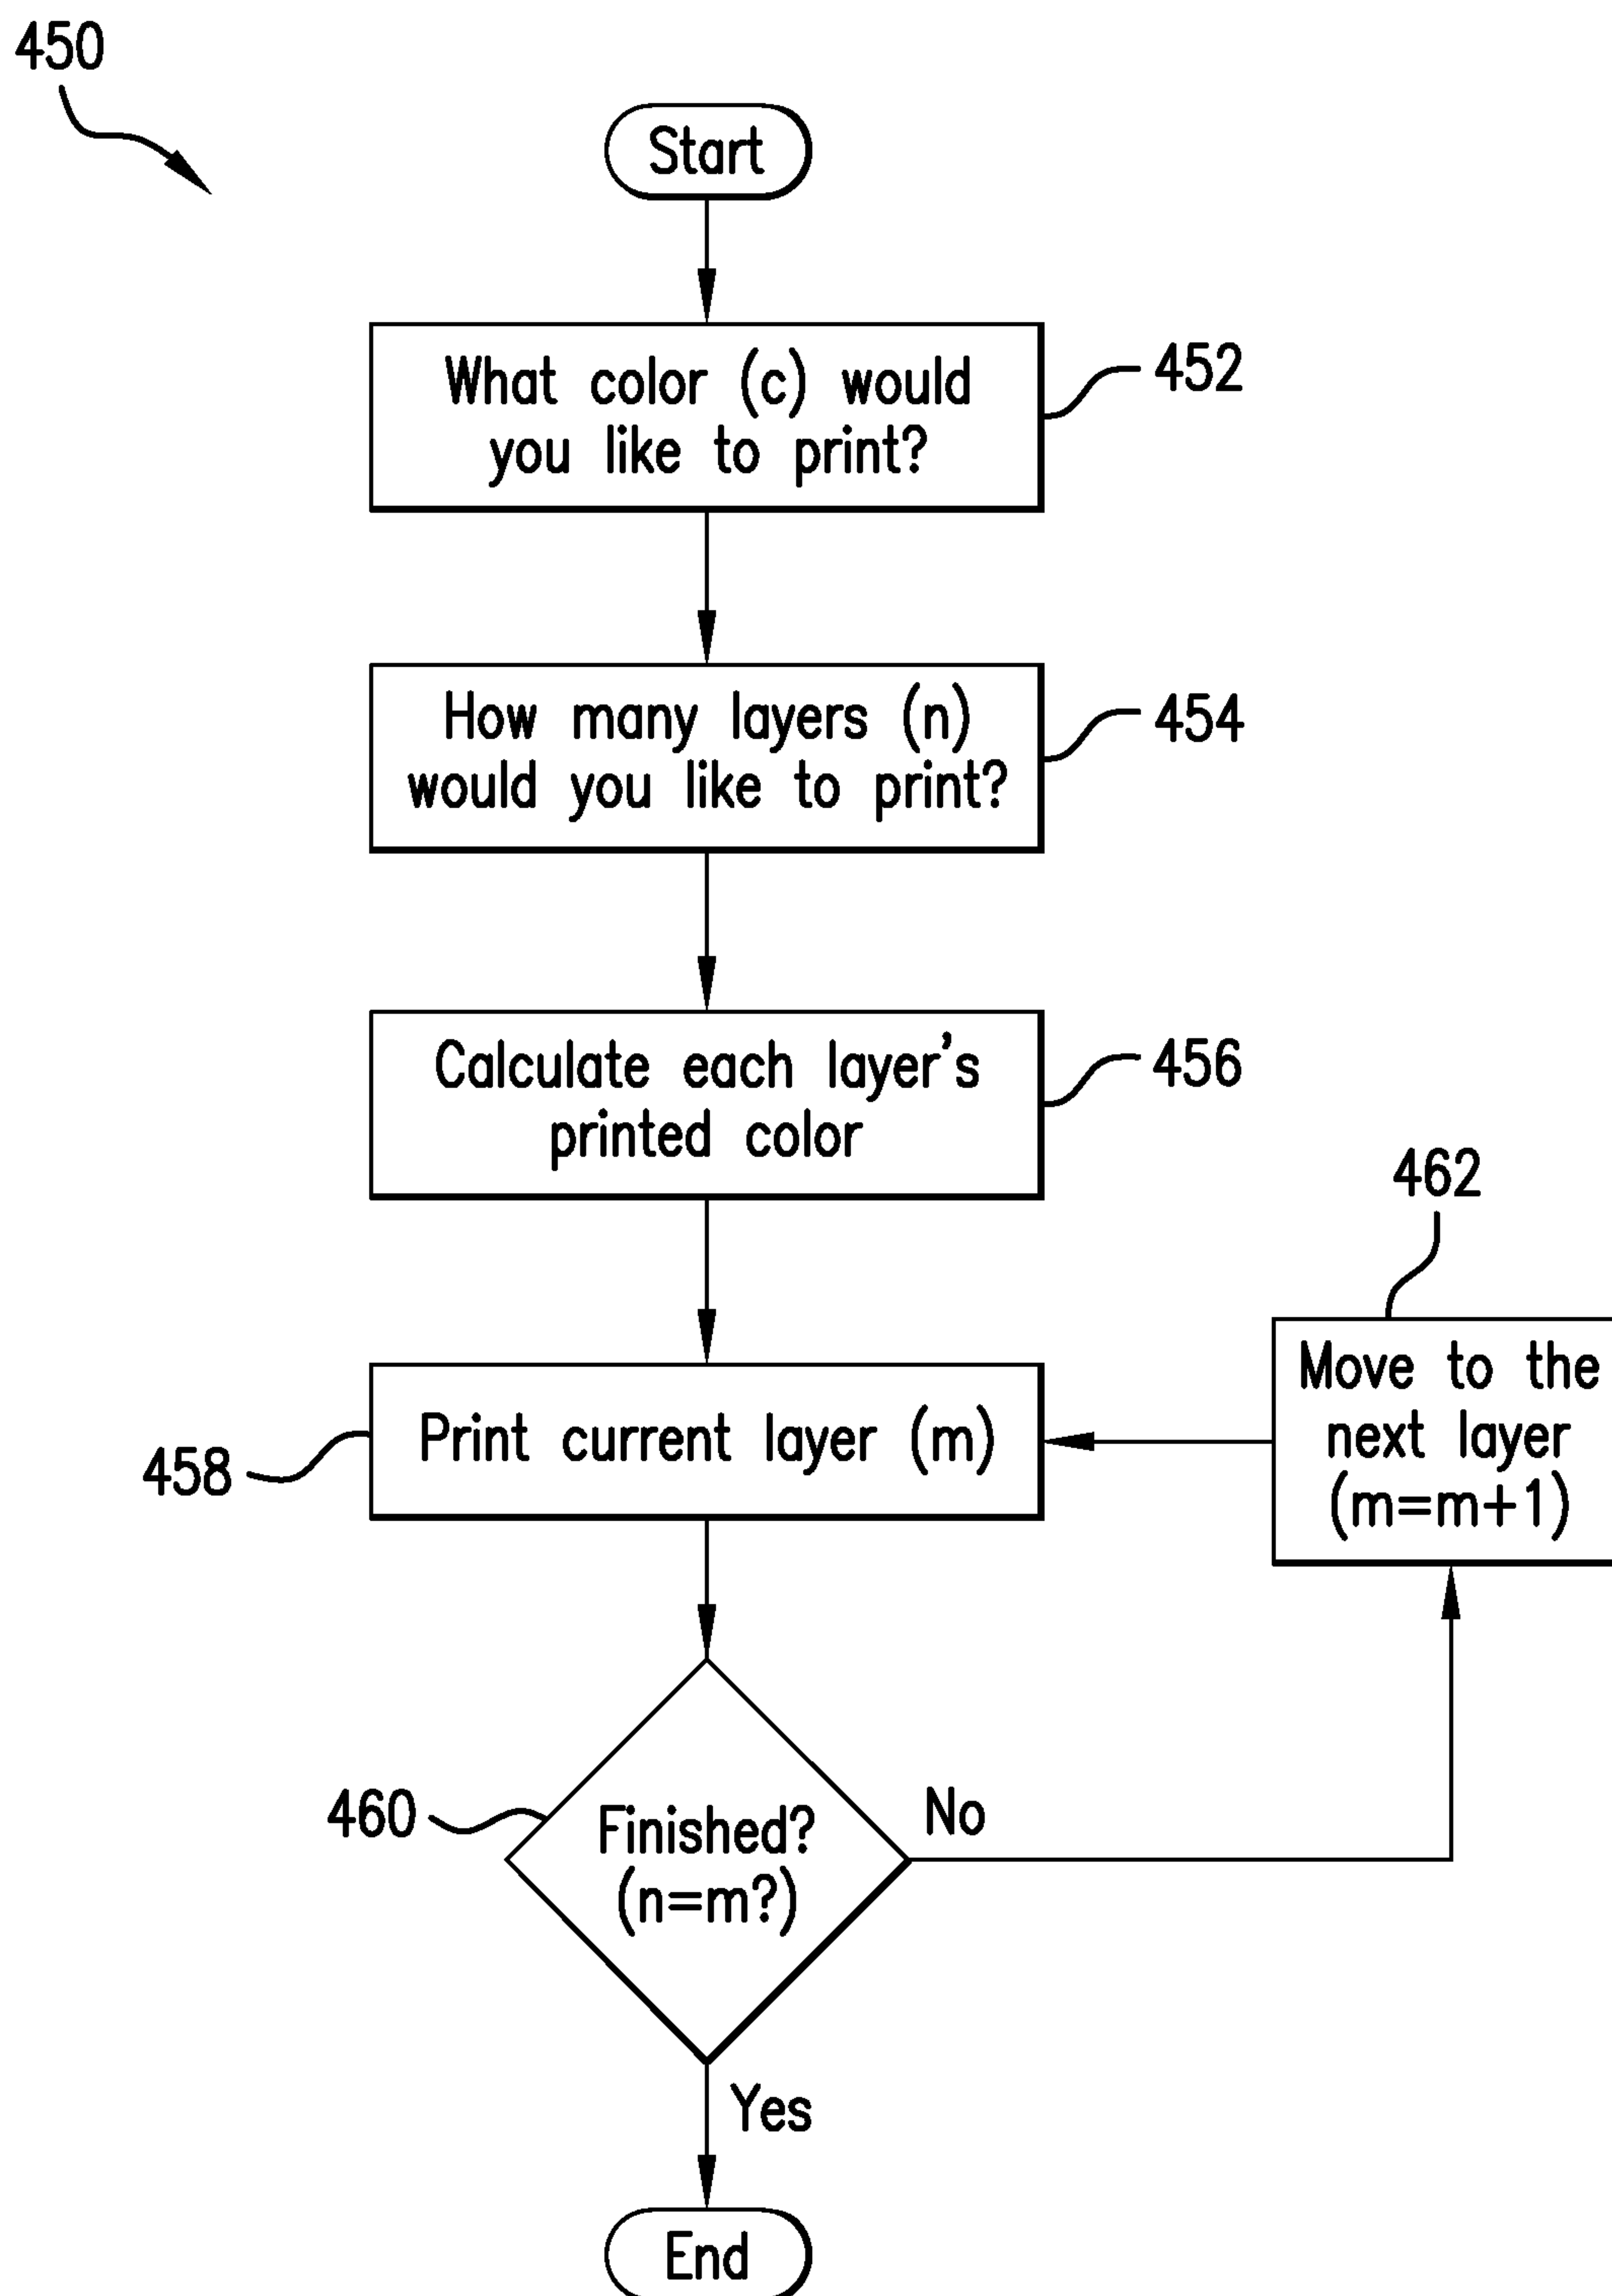 450
Start
What color (c) would
you like to print?
452
How many layers (n)
would you like to print?
454
Calculate each layer's
printed color
456
462
Move to the
next layer
(m=m+1)
Print current layer (m)
458
460
Finished?
(n=m?)
No
Yes
End